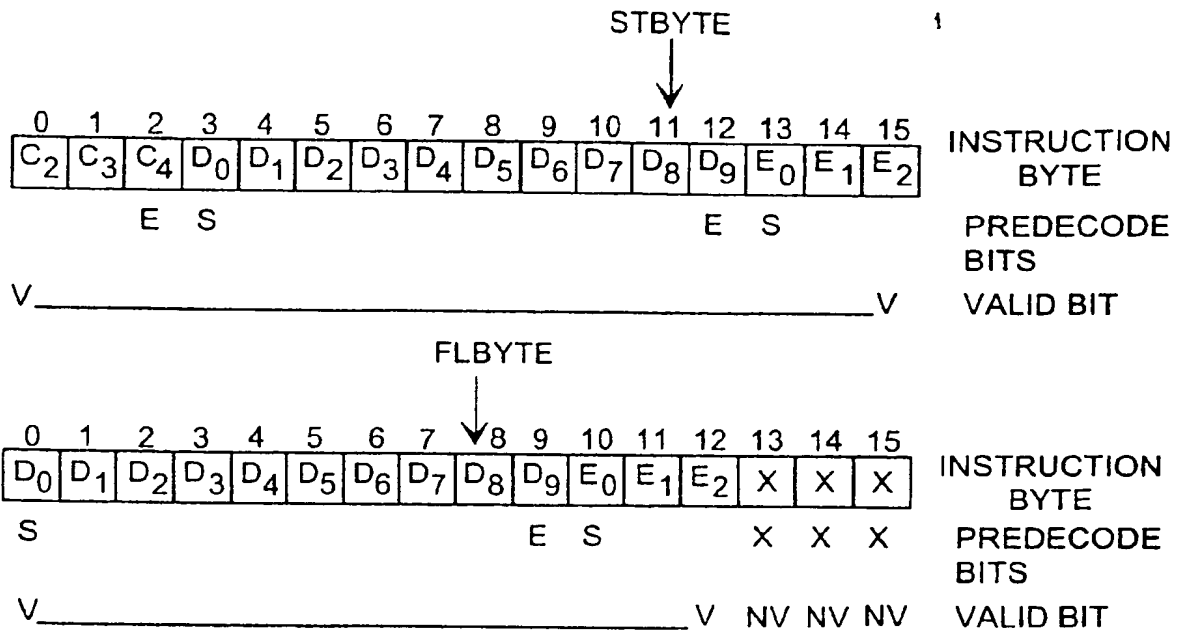 STBYTE
0 1 2 3 4 5 6 7 8 9 10 11 12 13 14 15
C2 C3 C4 D0 D1 D2 D3 D4 D5 D6 D7 D8 D9 E0 E1 E2 INSTRUCTION BYTE
E S E S PREDECODE BITS
V V VALID BIT
FLBYTE
0 1 2 3 4 5 6 7 8 9 10 11 12 13 14 15
D0 D1 D2 D3 D4 D5 D6 D7 D8 D9 E0 E1 E2 X X X INSTRUCTION BYTE
S E S X X X PREDECODE BITS
V V NV NV NV VALID BIT